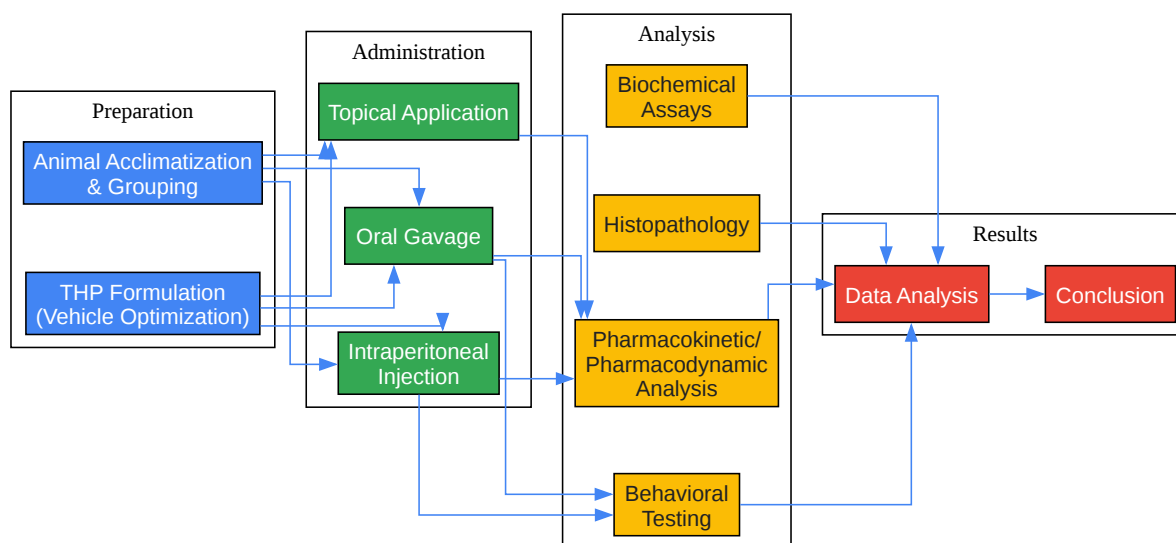 Preparation
Animal Acclimatization
& Grouping
THP Formulation
(Vehicle Optimization)
Administration
Topical Application
Oral Gavage
Intraperitoneal
Injection
Analysis
Biochemical
Assays
Histopathology
Pharmacokinetic/
Pharmacodynamic
Analysis
Behavioral
Testing
Results
Data Analysis
Conclusion